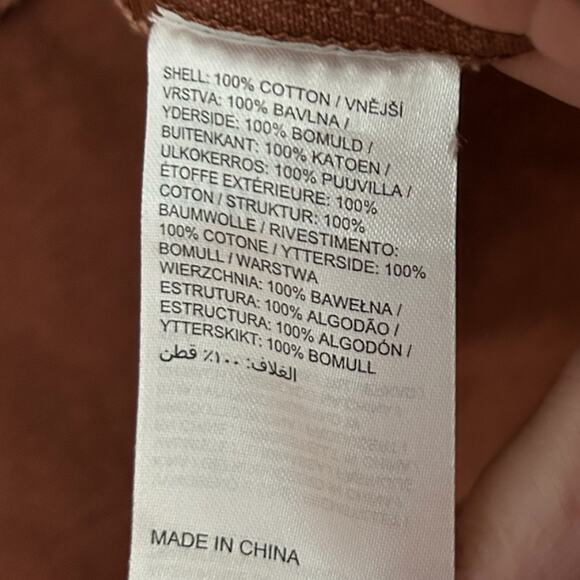 SHELL: 100% COTTON / VNĚJŠÍ
VRSTVA: 100% BAVLNA /
YDERSIDE: 100% BOMULD /
BUITENKANT: 100% KATOEN /
ULKOKERROS: 100% PUUVILLA /
ÉTOFFE EXTÉRIEURE: 100%
COTON / STRUKTUR: 100%
BAUMWOLLE / RIVESTIMENTO:
100% COTONE / YTTERSIDE: 100%
BOMULL / WARSTWA
WIERZCHNIA: 100% BAWEŁNA /
ESTRUTURA: 100% ALGODÃO /
ESTRUCTURA: 100% ALGODÓN /
YTTERSKIKT: 100% BOMULL
الغلاف: ١٠٠٪ قطن
MADE IN CHINA